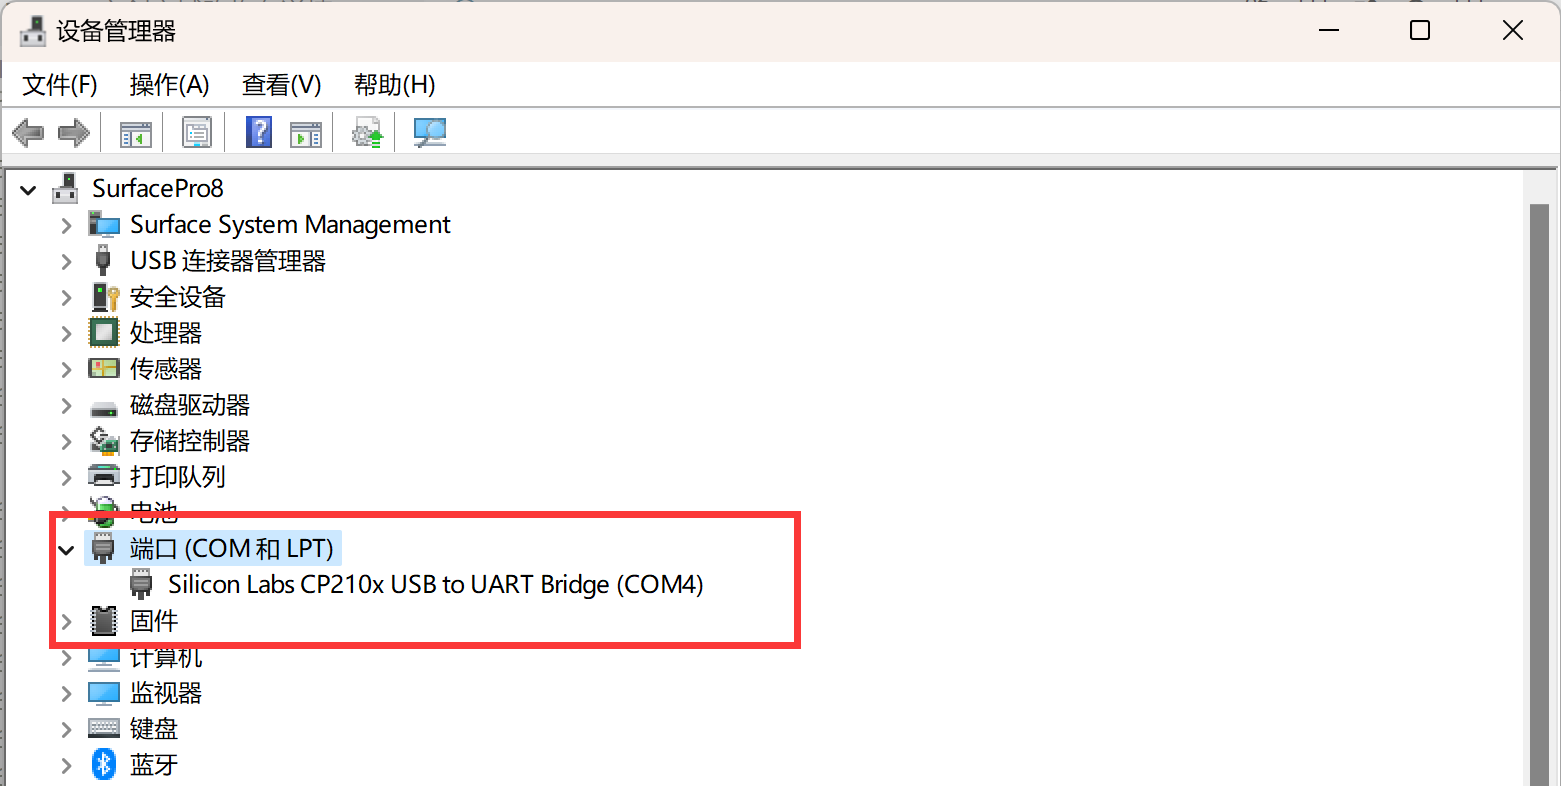 设备管理器
文件(F) 操作(A) 查看(V) 帮助(H)
SurfacePro8
Surface System Management
USB 连接器管理器
安全设备
处理器
传感器
磁盘驱动器
存储控制器
打印队列
电池
端口 (COM 和 LPT)
Silicon Labs CP210x USB to UART Bridge (COM4)
固件
计算机
监视器
键盘
蓝牙